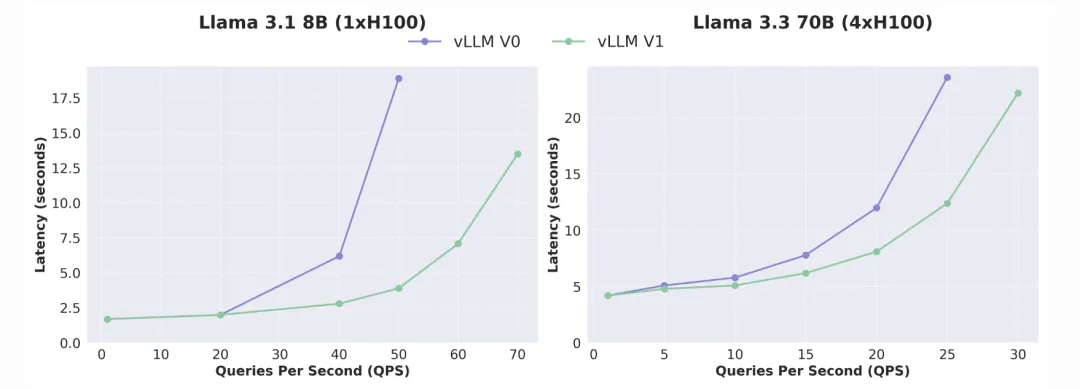 Llama 3.1 8B (1xH100)
Llama 3.3 70B (4xH100)
vLLM V0
vLLM V1
Latency (seconds)
17.5
15.0
12.5
10.0
7.5
5.0
2.5
0.0
0 10 20 30 40 50 60 70
Queries Per Second (QPS)
Latency (seconds)
20
15
10
5
0
0 5 10 15 20 25 30
Queries Per Second (QPS)